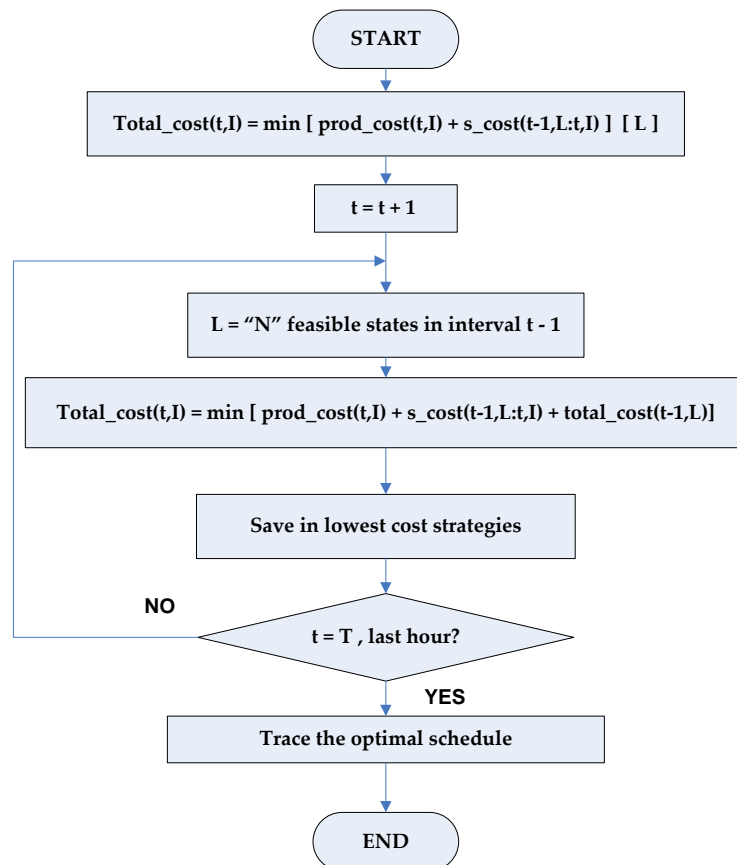 START
Total_cost(t,I) = min [ prod_cost(t,I) + s_cost(t-1,L:t,I) ] [ L ]
t = t + 1
L = “N” feasible states in interval t - 1
Total_cost(t,I) = min [ prod_cost(t,I) + s_cost(t-1,L:t,I) + total_cost(t-1,L)]
Save in lowest cost strategies
NO
t = T , last hour?
YES
Trace the optimal schedule
END